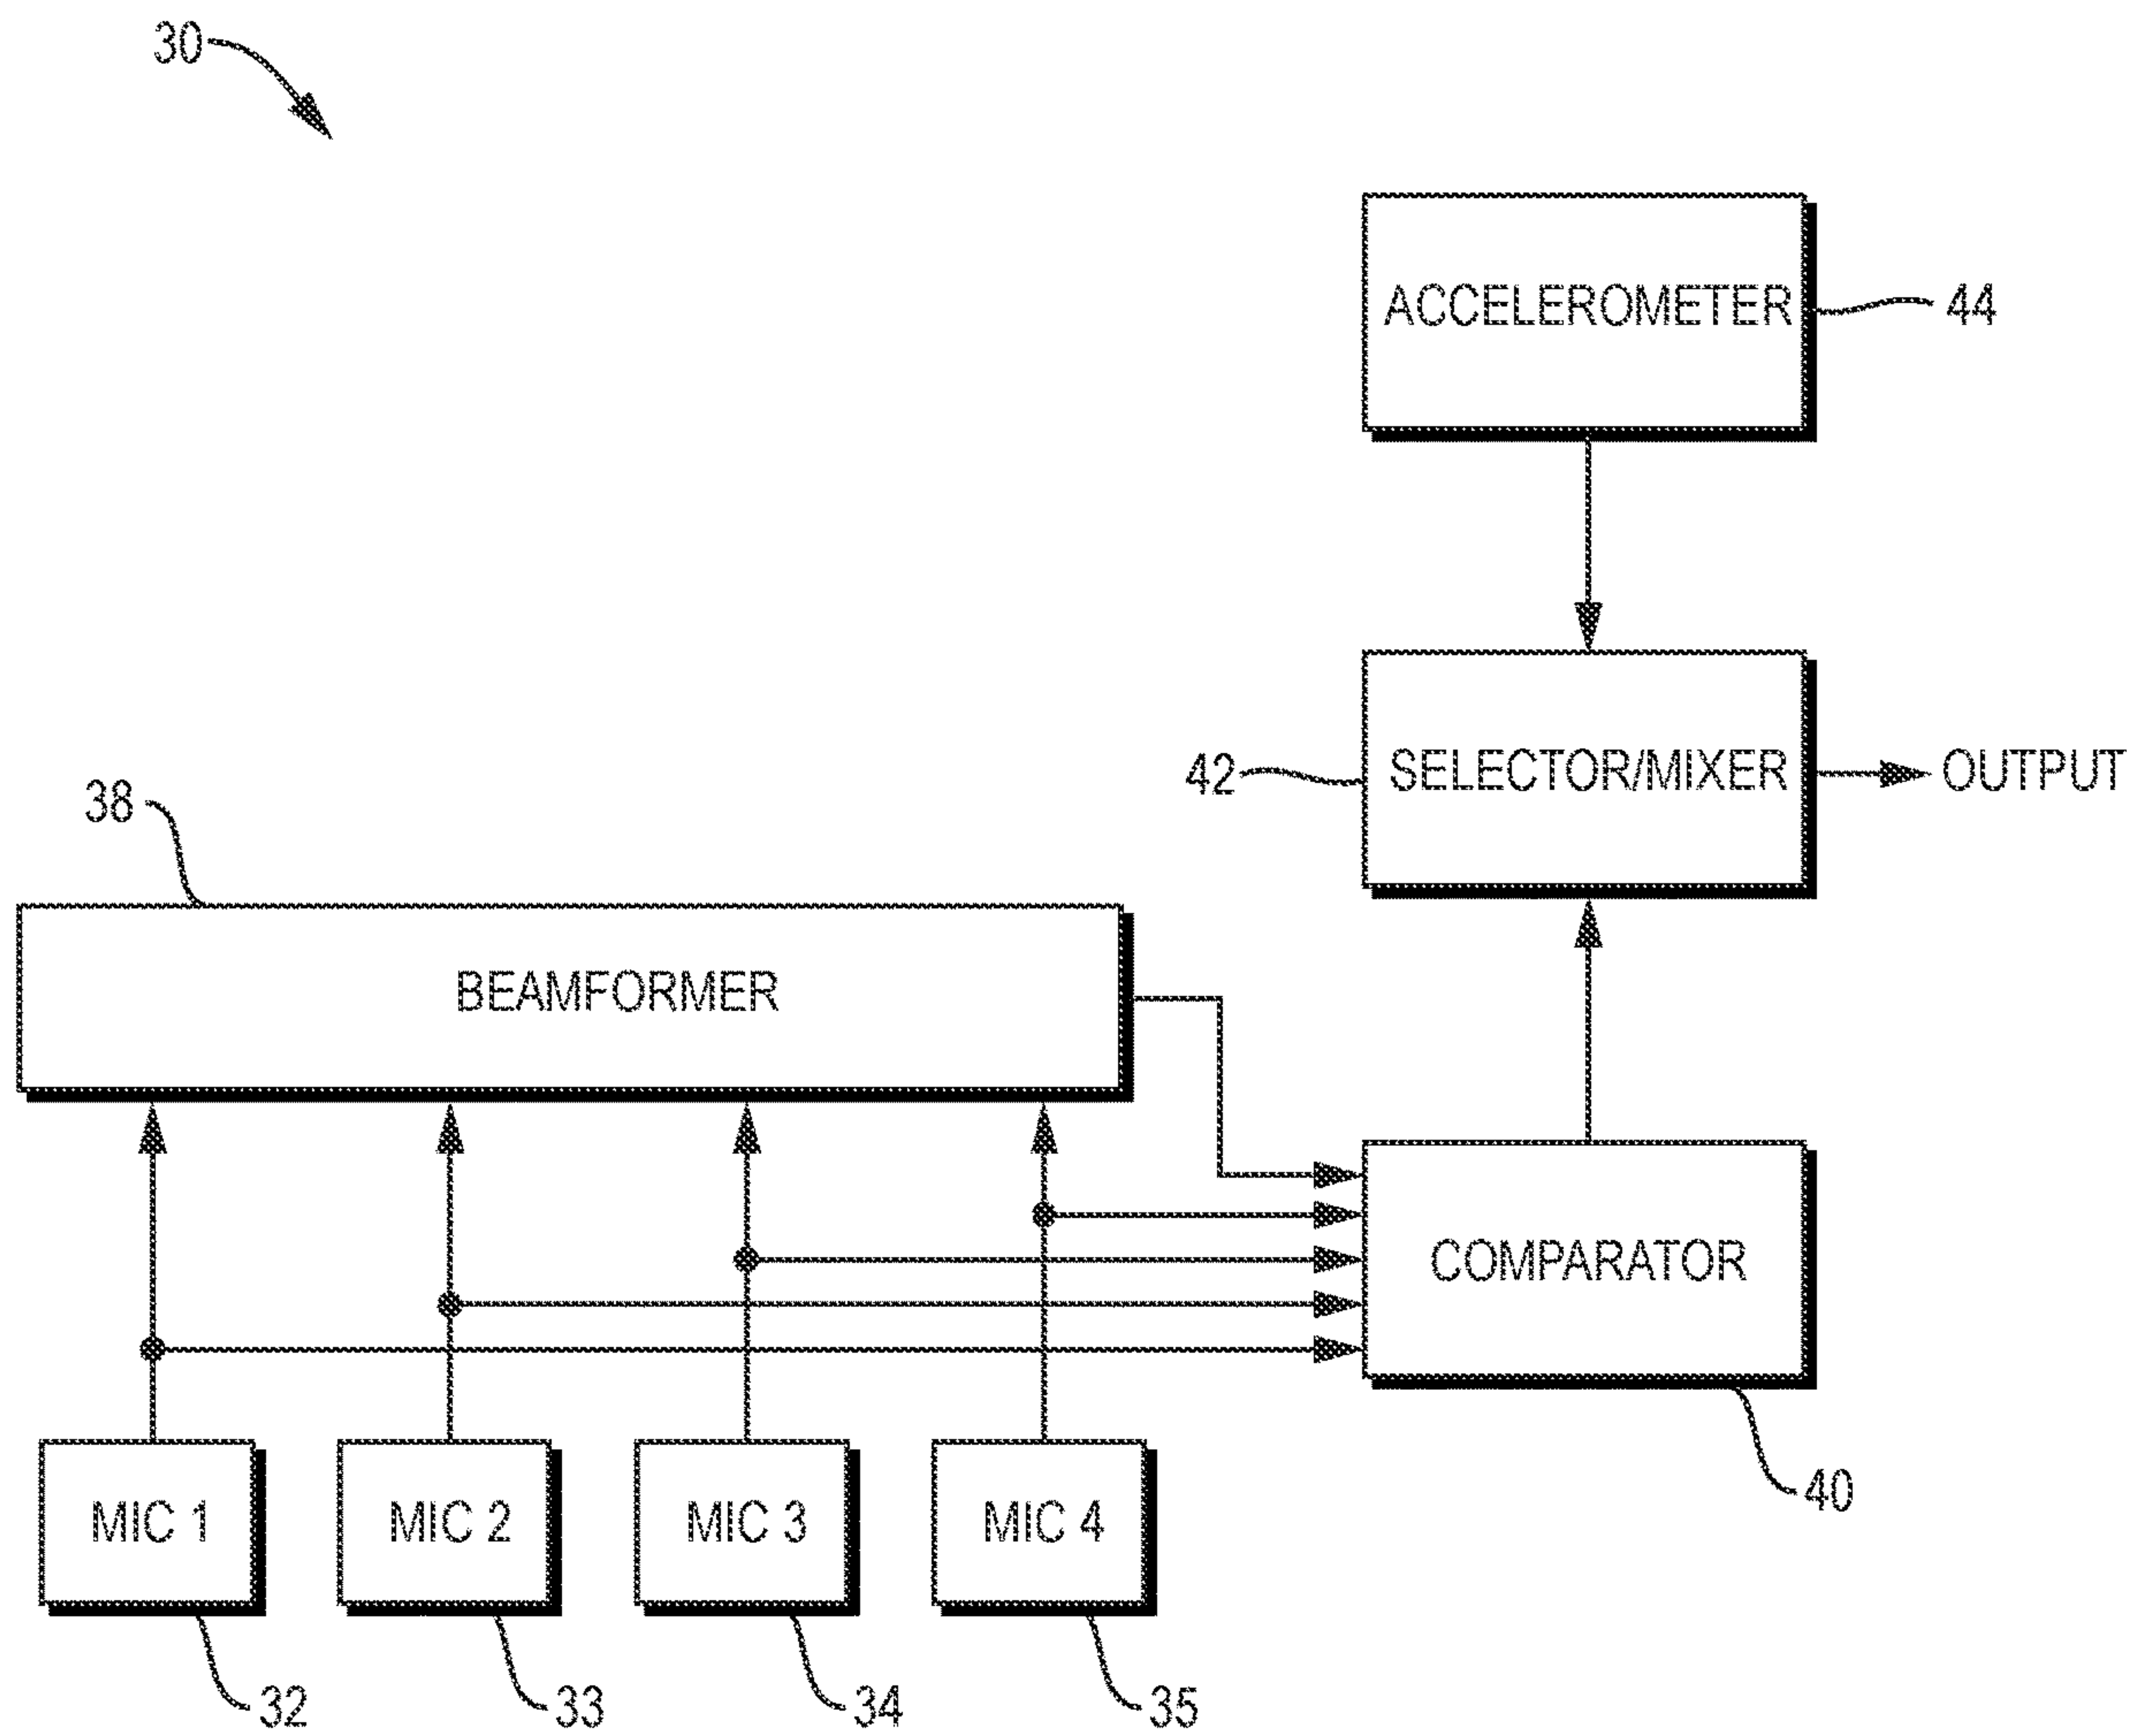 30
ACCELEROMETER
44
42
SELECTOR/MIXER
OUTPUT
38
BEAMFORMER
COMPARATOR
40
MIC 1
MIC 2
MIC 3
MIC 4
32
33
34
35